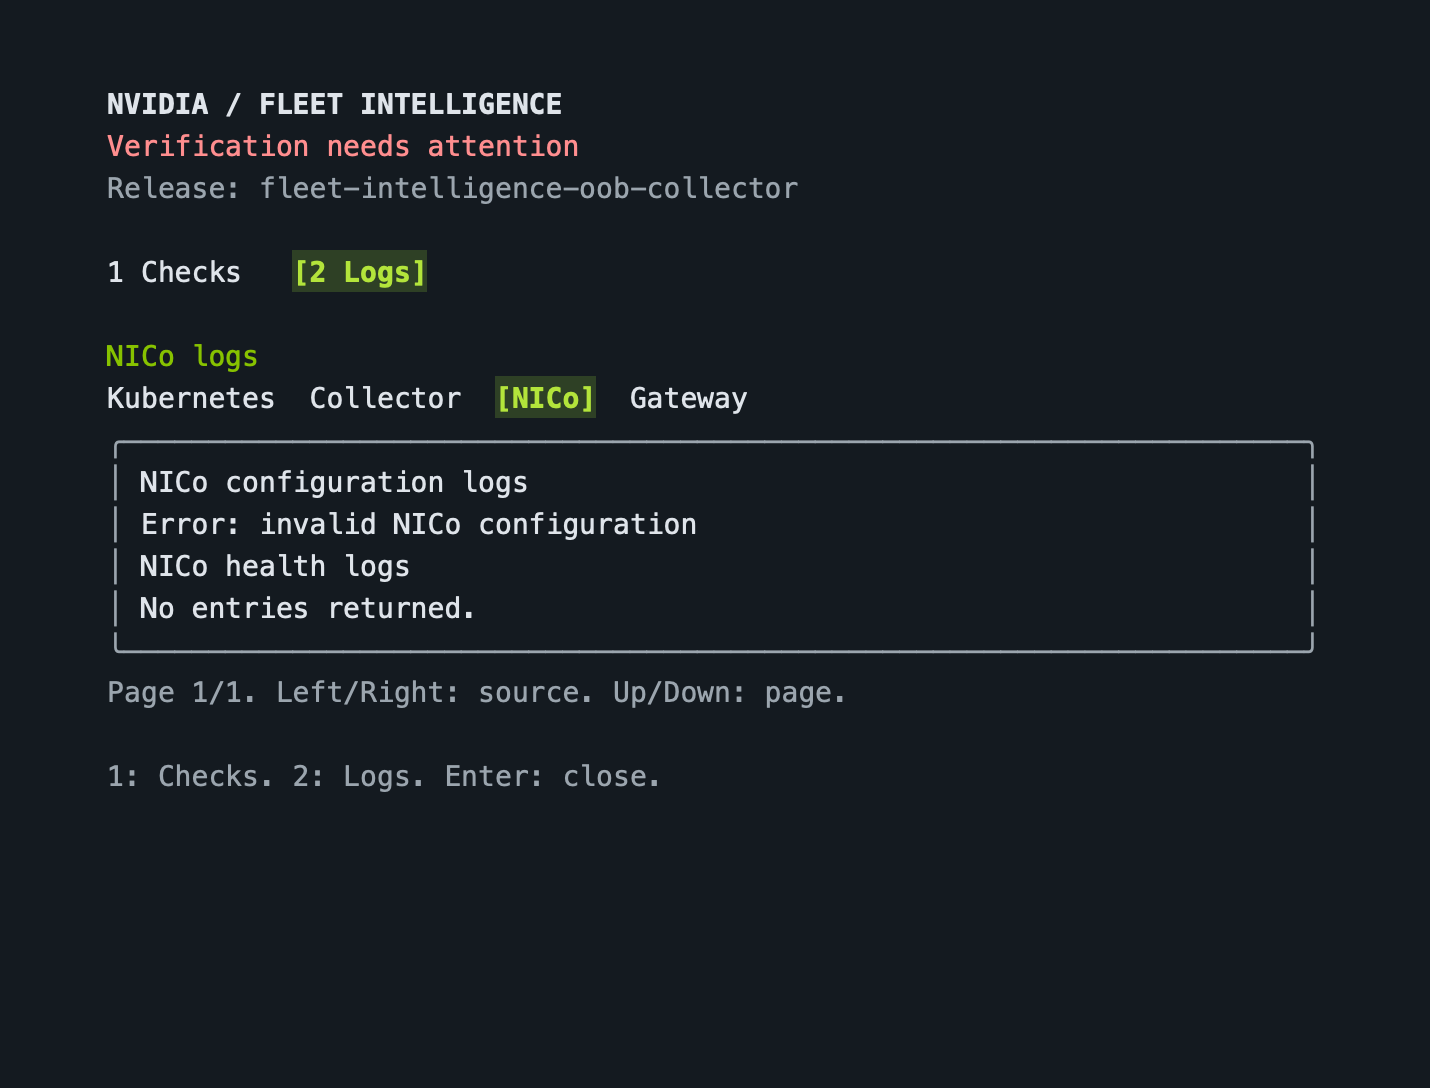 NVIDIA / FLEET INTELLIGENCE
Verification needs attention
Release: fleet-intelligence-oob-collector
1 Checks [2 Logs]
NICo logs
Kubernetes Collector [NICo] Gateway
NICo configuration logs
Error: invalid NICo configuration
NICo health logs
No entries returned.
Page 1/1. Left/Right: source. Up/Down: page.
1: Checks. 2: Logs. Enter: close.